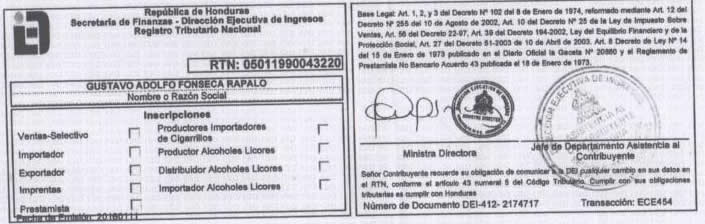 República de Honduras
Secretaria de Finanzas - Dirección Ejecutiva de Ingresos
Registro Tributario Nacional
RTN: 05011990043220
GUSTAVO ADOLFO FONSECA RAPALO
Nombre o Razón Social
Inscripciones
Ventas-Selectivo
Productores Importadores de Cigarrillos
Importador
Productor Alcoholes Licores
Exportador
Distribuidor Alcoholes Licores
Imprentas
Importador Alcoholes Licores
Prestamista
Fecha de Emisión: 20160111
Base Legal: Art. 1, 2, y 3 del Decreto N° 102 del 8 de Enero de 1974, reformado mediante Art. 12 del
Decreto N° 255 del 10 de Agosto de 2002, Art. 10 del Decreto N° 25 de la Ley de Impuesto Sobre
Ventas, Art. 56 del Decreto 22-97, Art. 39 del Decreto 194-2002, Ley del Equilibrio Financiero y de la
Protección Social, Art. 27 del Decreto 51-2003 de 10 de Abril de 2003. Art. 8 Decreto de Ley N° 14
del 15 de Enero de 1973 publicado en el Diario Oficial la Gaceta N° 20860 y el Reglamento de
Prestamista No Bancario Acuerdo 43 publicada el 18 de Enero de 1973.
Ministra Directora
Jefe de Departamento Asistencia al
Contribuyente
Señor Contribuyente recuerde su obligación de comunicar a la DEI cualquier cambio en sus datos en
el RTN, conforme el artículo 43 numeral 5 del Código Tributario. Cumplir con sus obligaciones
tributarias es cumplir con Honduras
Número de Documento DEI-412- 2174717
Transacción: ECE454